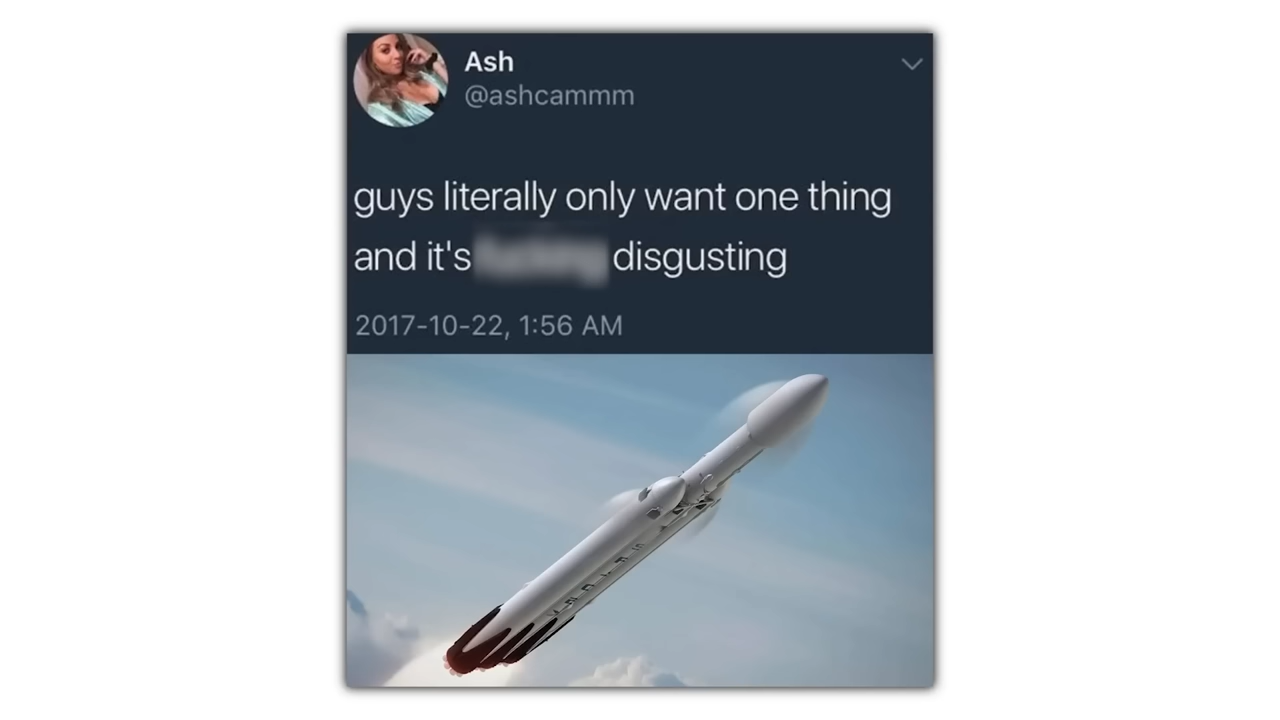 Ash
@ashcammm
guys literally only want one thing
and it's disgusting
2017-10-22, 1:56 AM